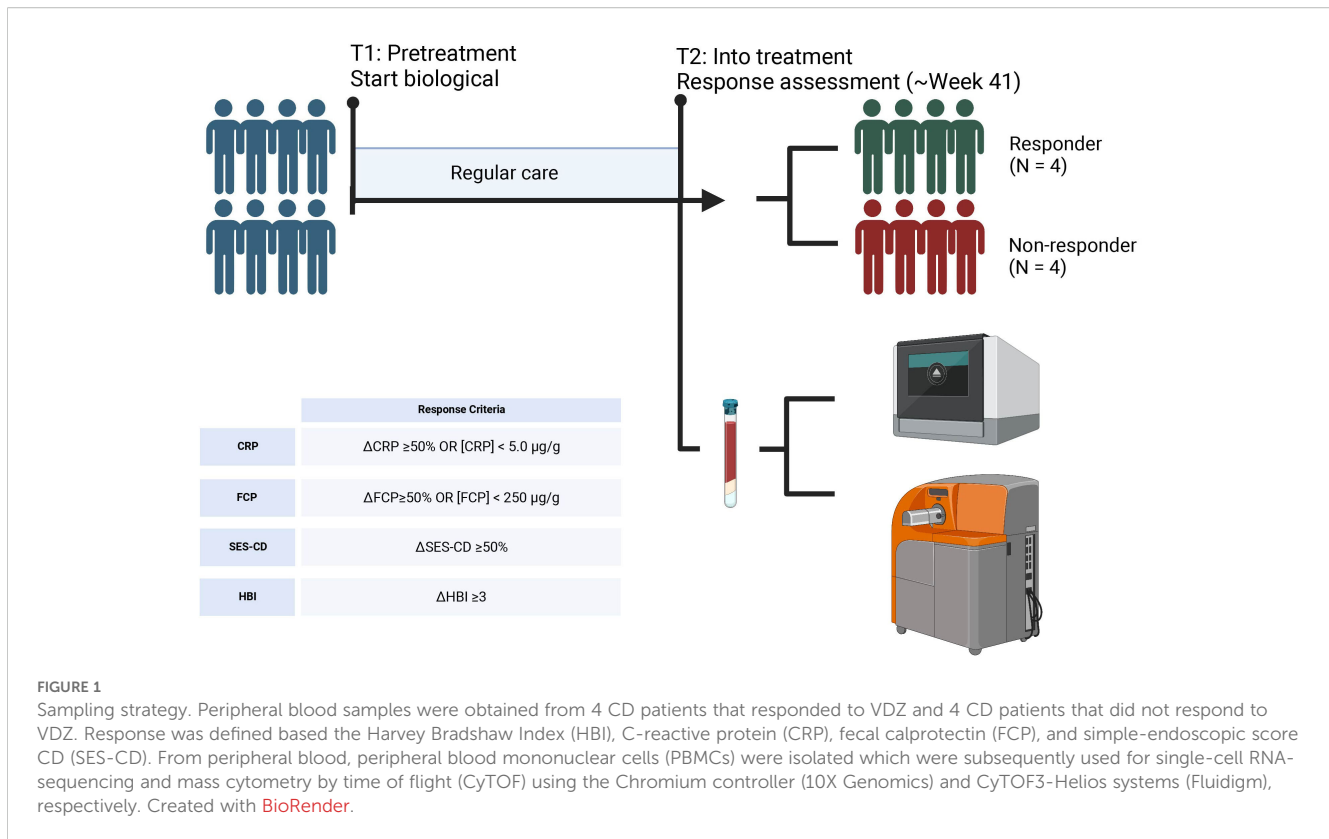 T1: Pretreatment
Start biological
T2: Into treatment
Response assessment (~Week 41)
Regular care
Responder
(N = 4)
Non-responder
(N = 4)
Response Criteria
CRP
ΔCRP ≥50% OR [CRP] < 5.0 µg/g
FCP
ΔFCP≥50% OR [FCP] < 250 µg/g
SES-CD
ΔSES-CD ≥50%
HBI
ΔHBI ≥3
FIGURE 1
Sampling strategy. Peripheral blood samples were obtained from 4 CD patients that responded to VDZ and 4 CD patients that did not respond to
VDZ. Response was defined based the Harvey Bradshaw Index (HBI), C-reactive protein (CRP), fecal calprotectin (FCP), and simple-endoscopic score
CD (SES-CD). From peripheral blood, peripheral blood mononuclear cells (PBMCs) were isolated which were subsequently used for single-cell RNA-
sequencing and mass cytometry by time of flight (CyTOF) using the Chromium controller (10X Genomics) and CyTOF3-Helios systems (Fluidigm),
respectively. Created with BioRender.